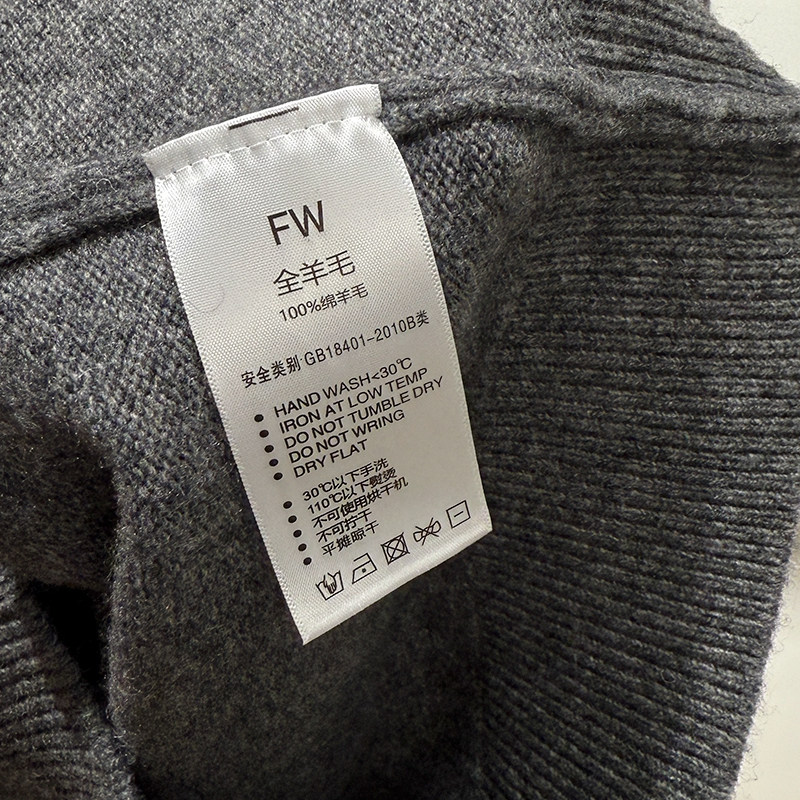 FW
全羊毛
100%绵羊毛
安全类别:GB18401-2010B类
• HAND WASH<30℃
• IRON AT LOW TEMP
• DO NOT TUMBLE DRY
• DO NOT WRING
• DRY FLAT
• 30℃以下手洗
• 110℃以下熨烫
• 不可使用烘干机
• 不可拧干
• 平摊晾干